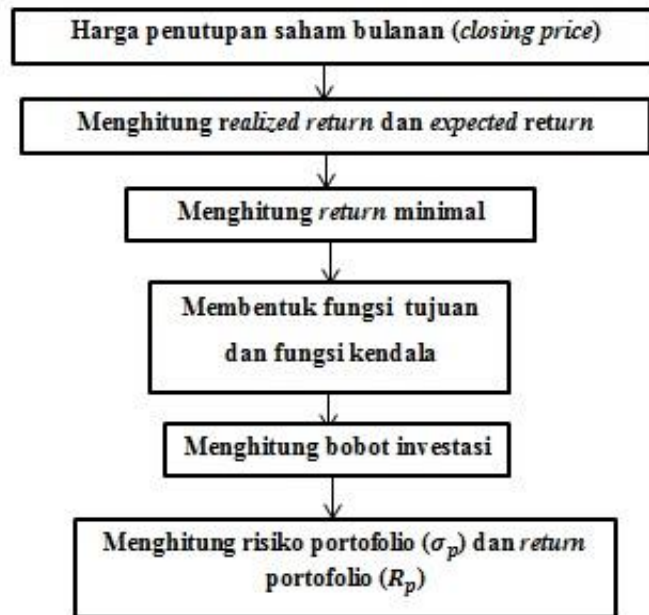 Harga penutupan saham bulanan (closing price)
Menghitung realized return dan expected return
Menghitung return minimal
Membentuk fungsi tujuan
dan fungsi kendala
Menghitung bobot investasi
Menghitung risiko portofolio (σₚ) dan return
portofolio (Rₚ)